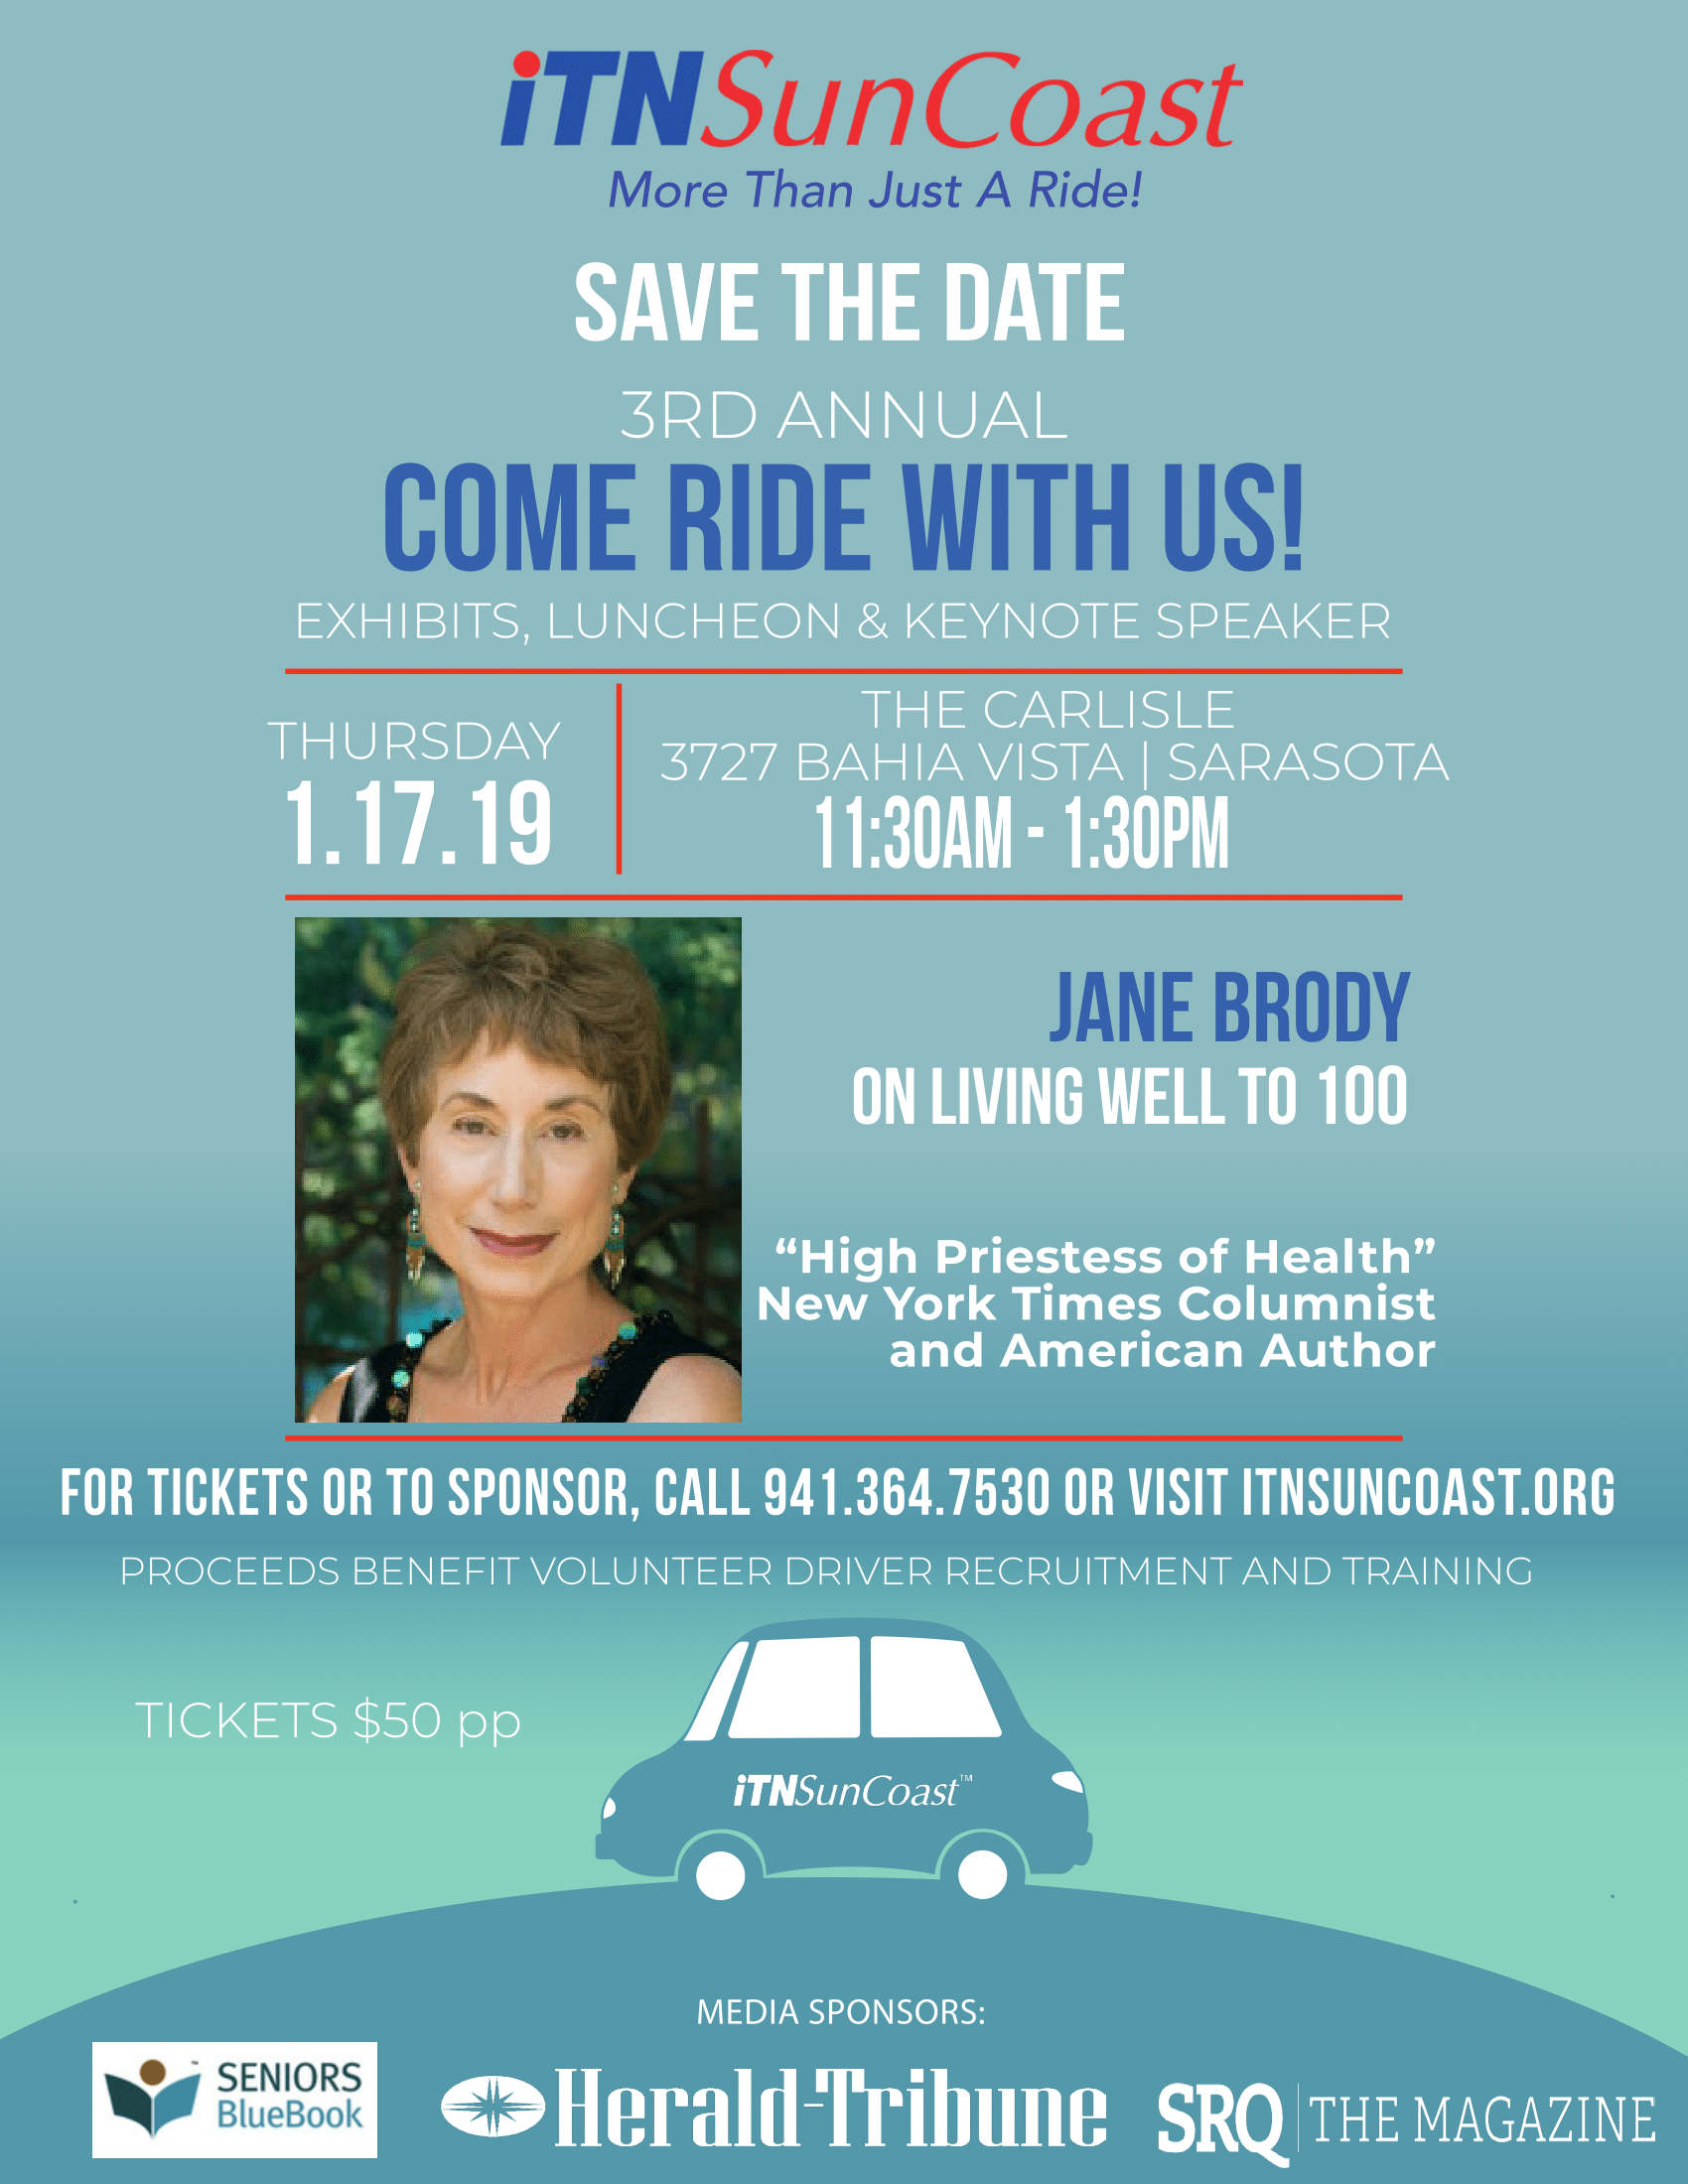 iTNSunCoast
More Than Just A Ride!
SAVE THE DATE
3RD ANNUAL
COME RIDE WITH US!
EXHIBITS, LUNCHEON & KEYNOTE SPEAKER
THURSDAY
1.17.19
THE CARLISLE
3727 BAHIA VISTA | SARASOTA
11:30AM - 1:30PM
JANE BRODY
ON LIVING WELL TO 100
“High Priestess of Health”
New York Times Columnist
and American Author
FOR TICKETS OR TO SPONSOR, CALL 941.364.7530 OR VISIT ITNSUNCOAST.ORG
PROCEEDS BENEFIT VOLUNTEER DRIVER RECRUITMENT AND TRAINING
TICKETS $50 pp
iTNSunCoast™
MEDIA SPONSORS:
™ SENIORS
BlueBook
Herald-Tribune
SRQ | THE MAGAZINE